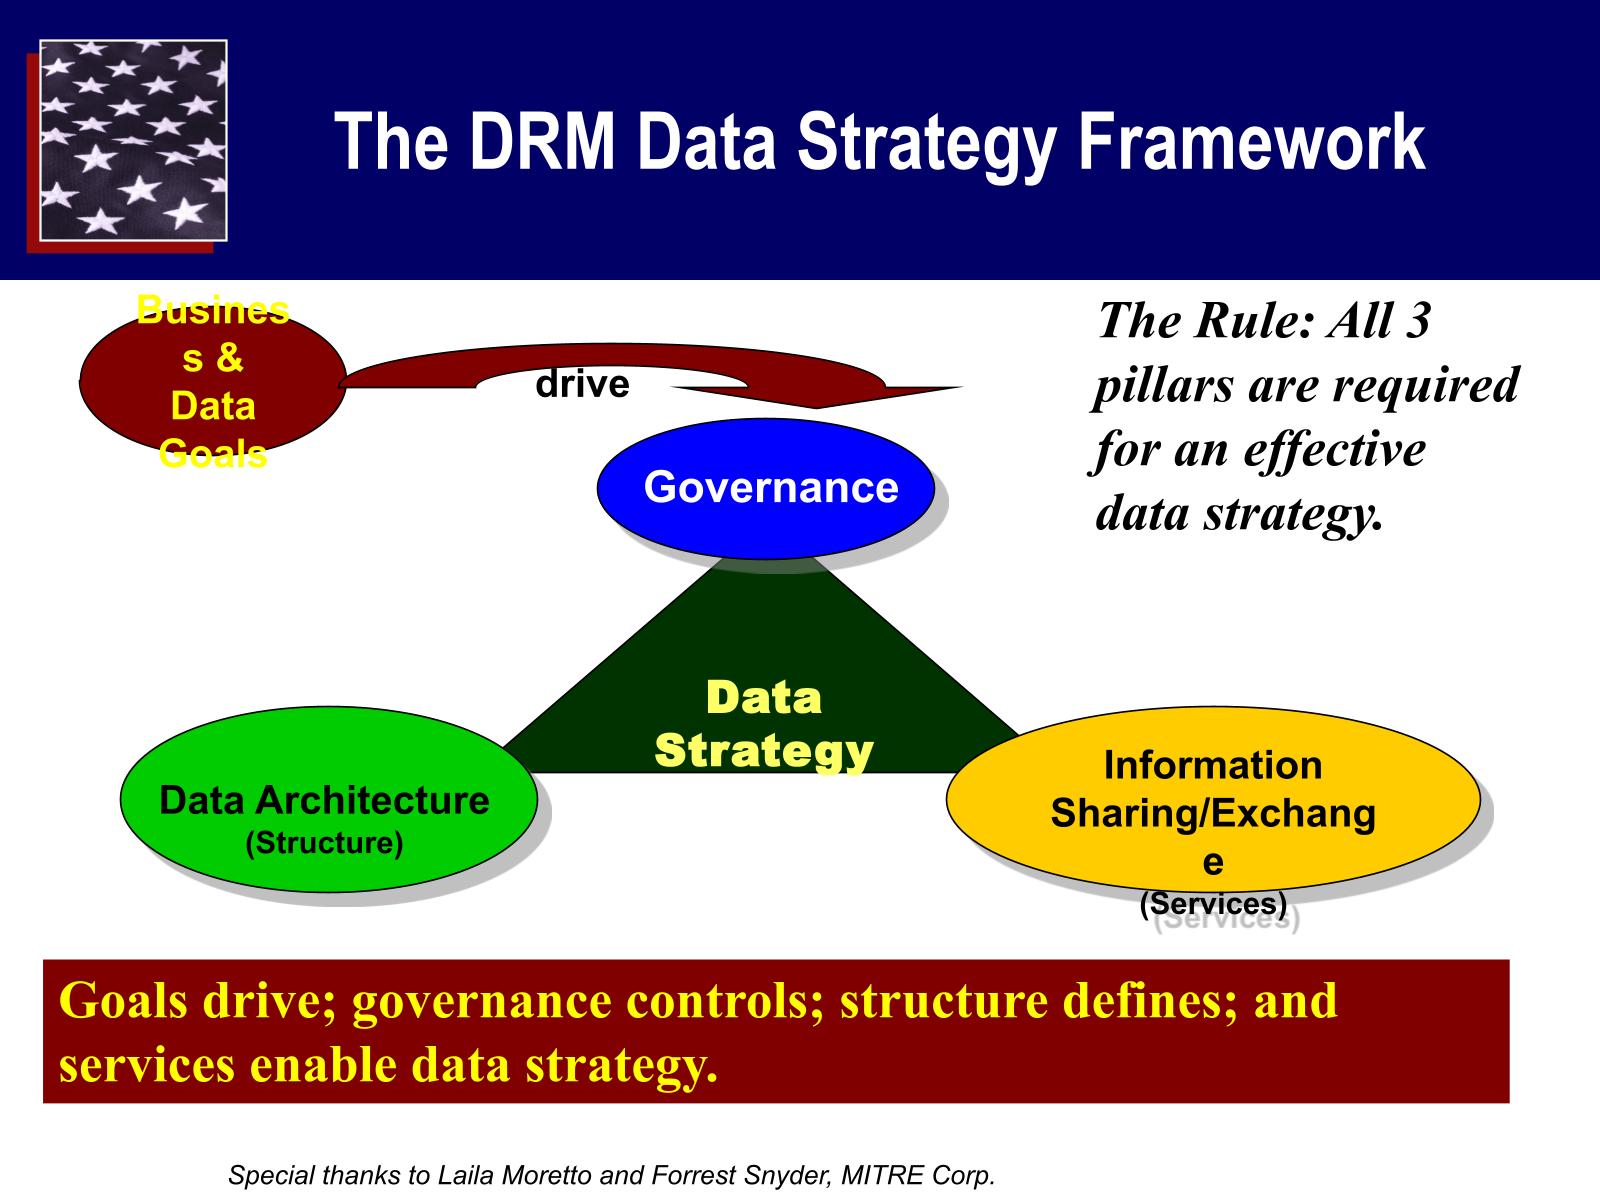 The DRM Data Strategy Framework
Busines
s &
Data
Goals
drive
The Rule: All 3
pillars are required
for an effective
data strategy.
Governance
Data
Strategy
Data Architecture
(Structure)
Information
Sharing/Exchang
e
(Services)
Goals drive; governance controls; structure defines; and
services enable data strategy.
Special thanks to Laila Moretto and Forrest Snyder, MITRE Corp.